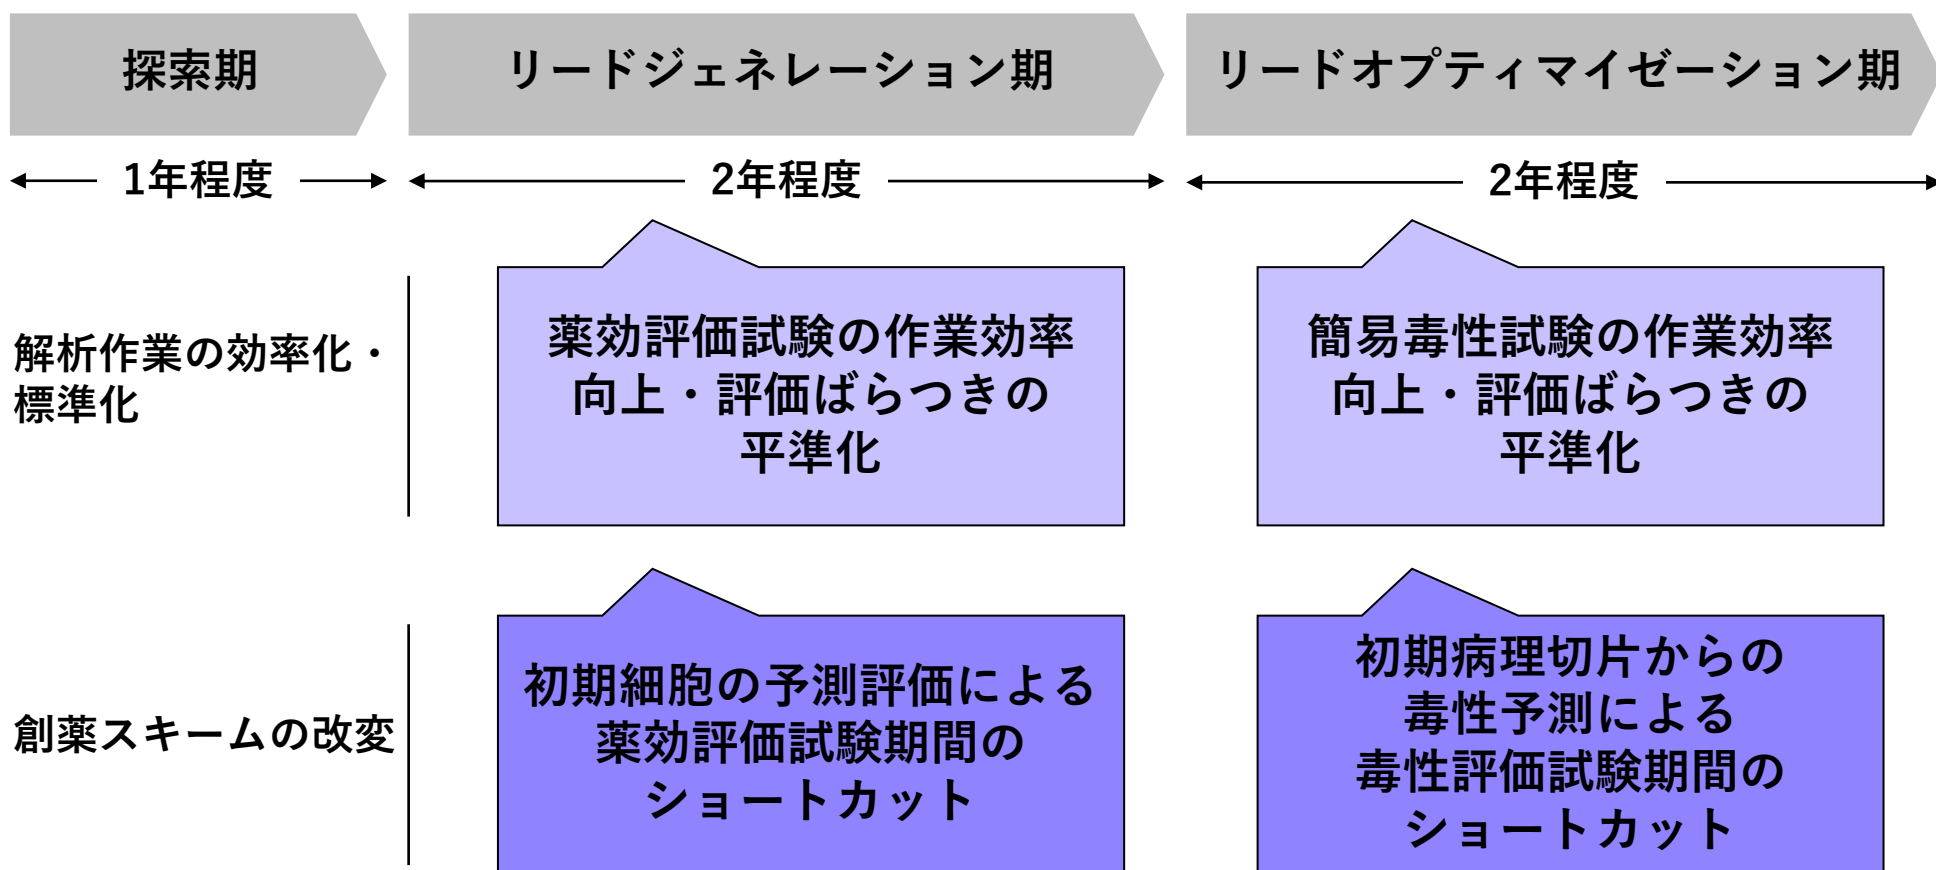 探索期
リードジェネレーション期
リードオプティマイゼーション期
1年程度
2年程度
2年程度
解析作業の効率化・
標準化
薬効評価試験の作業効率
向上・評価ばらつきの
平準化
簡易毒性試験の作業効率
向上・評価ばらつきの
平準化
創薬スキームの改変
初期細胞の予測評価による
薬効評価試験期間の
ショートカット
初期病理切片からの
毒性予測による
毒性評価試験期間の
ショートカット